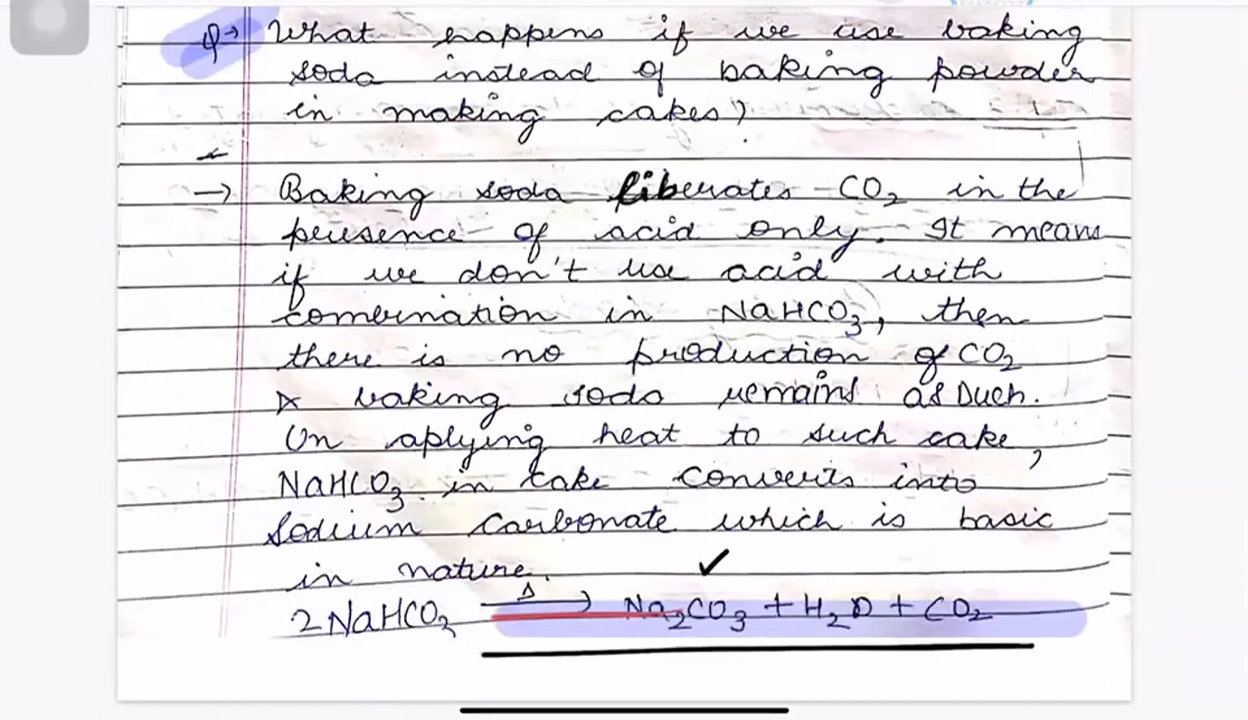 Q→ What happens if we use baking
soda instead of baking powder
in making cakes?
→ Baking soda liberates CO₂ in the
peresence of acid only. It means
if we don't use acid with
combination in NaHCO₃, then
there is no production of CO₂
& baking soda remains as such.
On aplying heat to such cake,
NaHCO₃ in cake converts into
Sodium Carbonate which is basic
in nature. ✓
2NaHCO₃ —Δ→ Na₂CO₃ + H₂O + CO₂